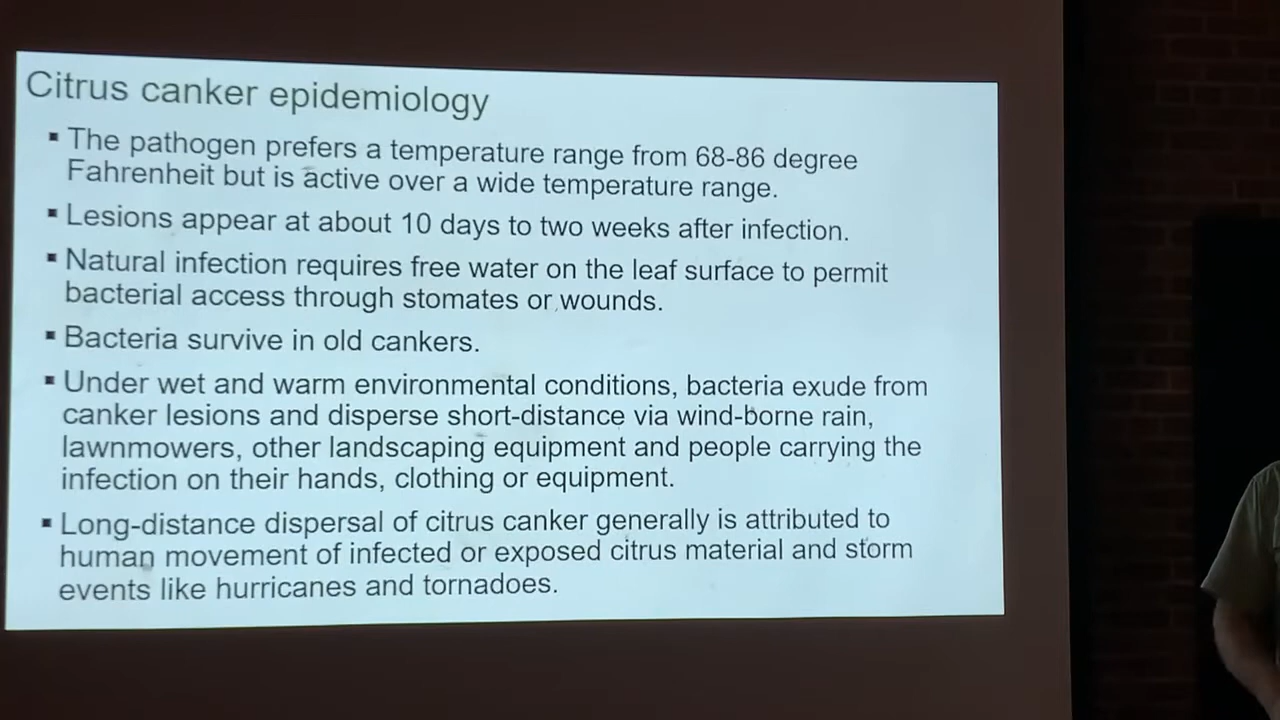 Citrus canker epidemiology
▪ The pathogen prefers a temperature range from 68-86 degree
Fahrenheit but is active over a wide temperature range.
▪ Lesions appear at about 10 days to two weeks after infection.
▪ Natural infection requires free water on the leaf surface to permit
bacterial access through stomates or wounds.
▪ Bacteria survive in old cankers.
▪ Under wet and warm environmental conditions, bacteria exude from
canker lesions and disperse short-distance via wind-borne rain,
lawnmowers, other landscaping equipment and people carrying the
infection on their hands, clothing or equipment.
▪ Long-distance dispersal of citrus canker generally is attributed to
human movement of infected or exposed citrus material and storm
events like hurricanes and tornadoes.